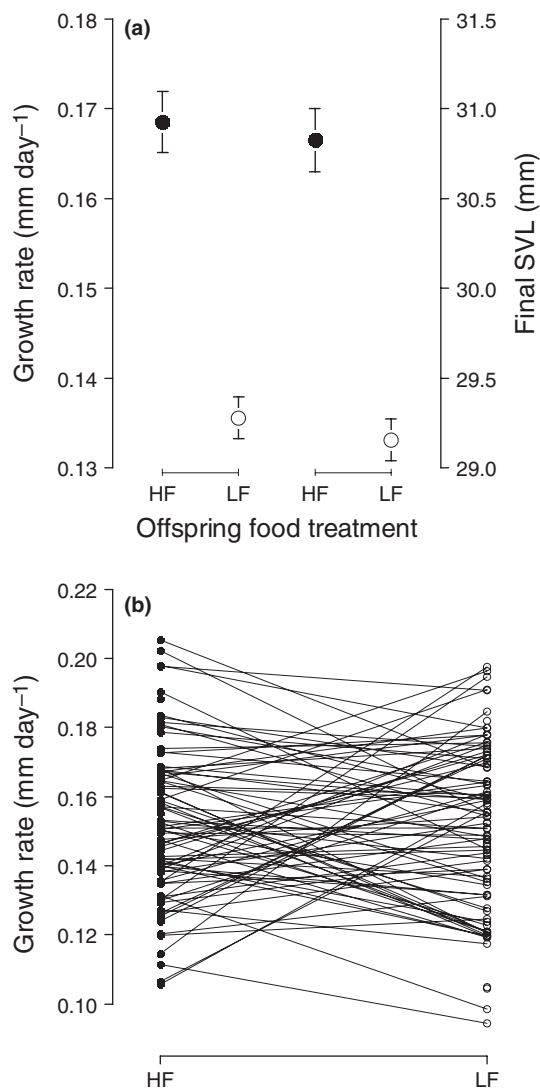 (a)
Growth rate (mm day⁻¹)
0.18
0.17
0.16
0.15
0.14
0.13
Final SVL (mm)
31.5
31.0
30.5
30.0
29.5
29.0
HF LF HF LF
Offspring food treatment
(b)
Growth rate (mm day⁻¹)
0.22
0.20
0.18
0.16
0.14
0.12
0.10
HF LF